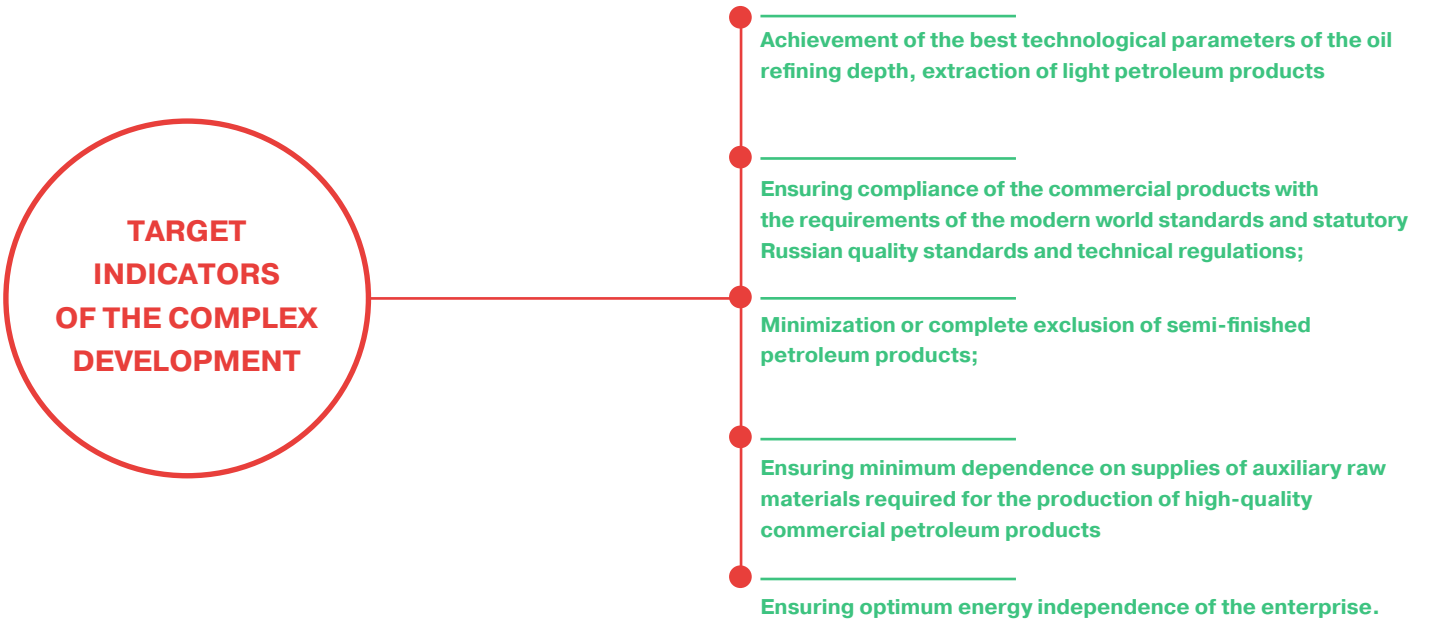 TARGET
INDICATORS
OF THE COMPLEX
DEVELOPMENT
Achievement of the best technological parameters of the oil
refining depth, extraction of light petroleum products
Ensuring compliance of the commercial products with
the requirements of the modern world standards and statutory
Russian quality standards and technical regulations;
Minimization or complete exclusion of semi-finished
petroleum products;
Ensuring minimum dependence on supplies of auxiliary raw
materials required for the production of high-quality
commercial petroleum products
Ensuring optimum energy independence of the enterprise.